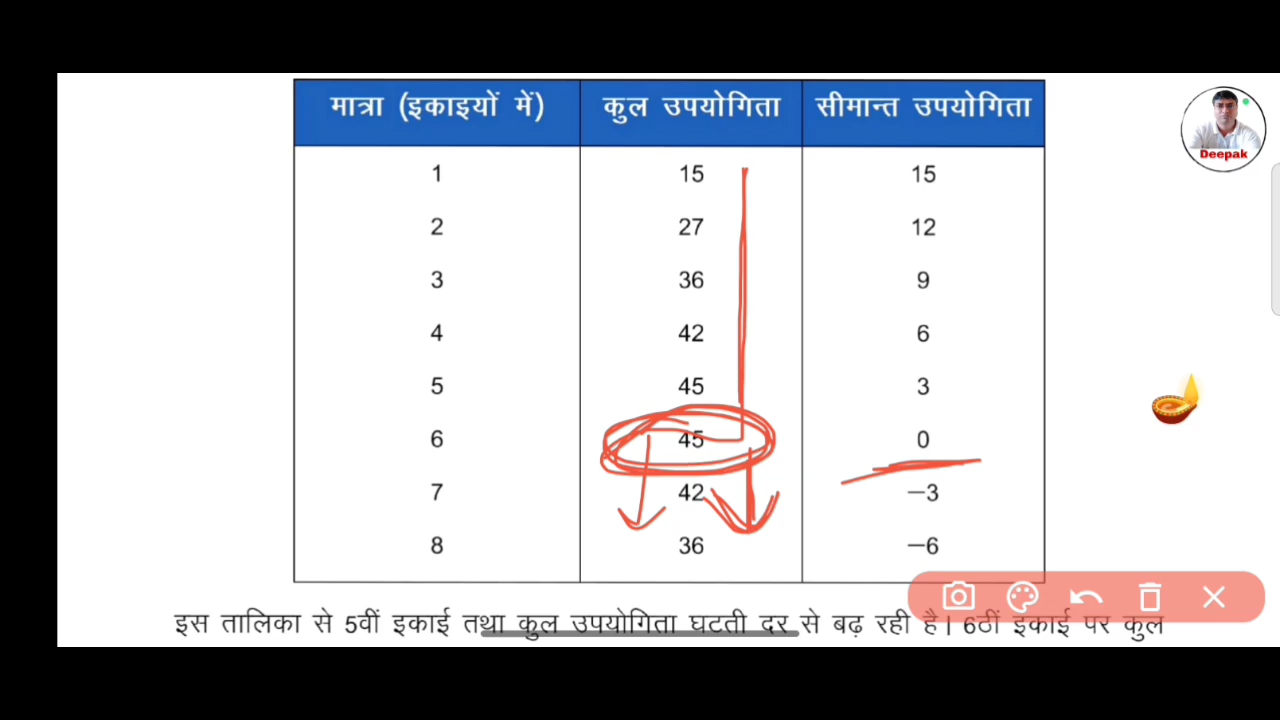 मात्रा (इकाइयों में) कुल उपयोगिता सीमान्त उपयोगिता
1 15 15
2 27 12
3 36 9
4 42 6
5 45 3
6 45 0
7 42 −3
8 36 −6
इस तालिका से 5वीं इकाई तथा कुल उपयोगिता घटती दर से बढ़ रही है। 6ठीं इकाई पर कुल
Deepak